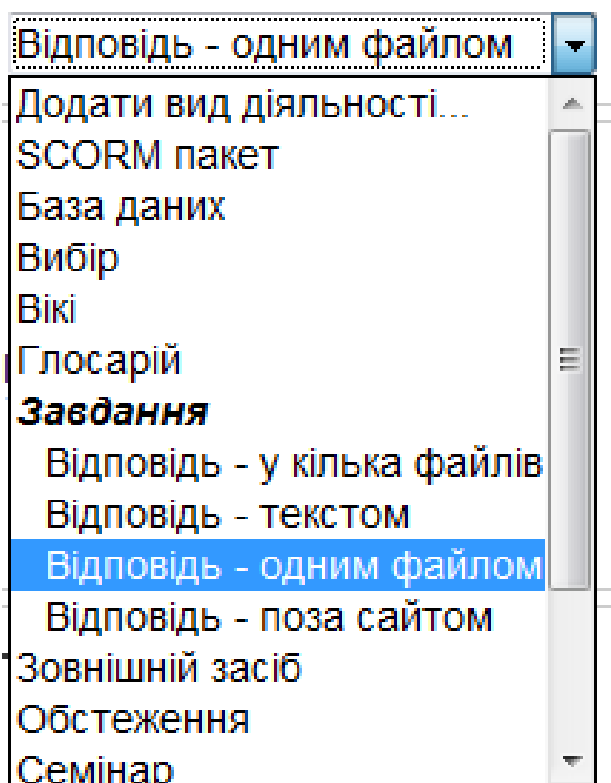 Відповідь - одним файлом
Додати вид діяльності...
SCORM пакет
База даних
Вибір
Вікі
Глосарій
Завдання
Відповідь - у кілька файлів
Відповідь - текстом
Відповідь - одним файлом
Відповідь - поза сайтом
Зовнішній засіб
Обстеження
Семінар